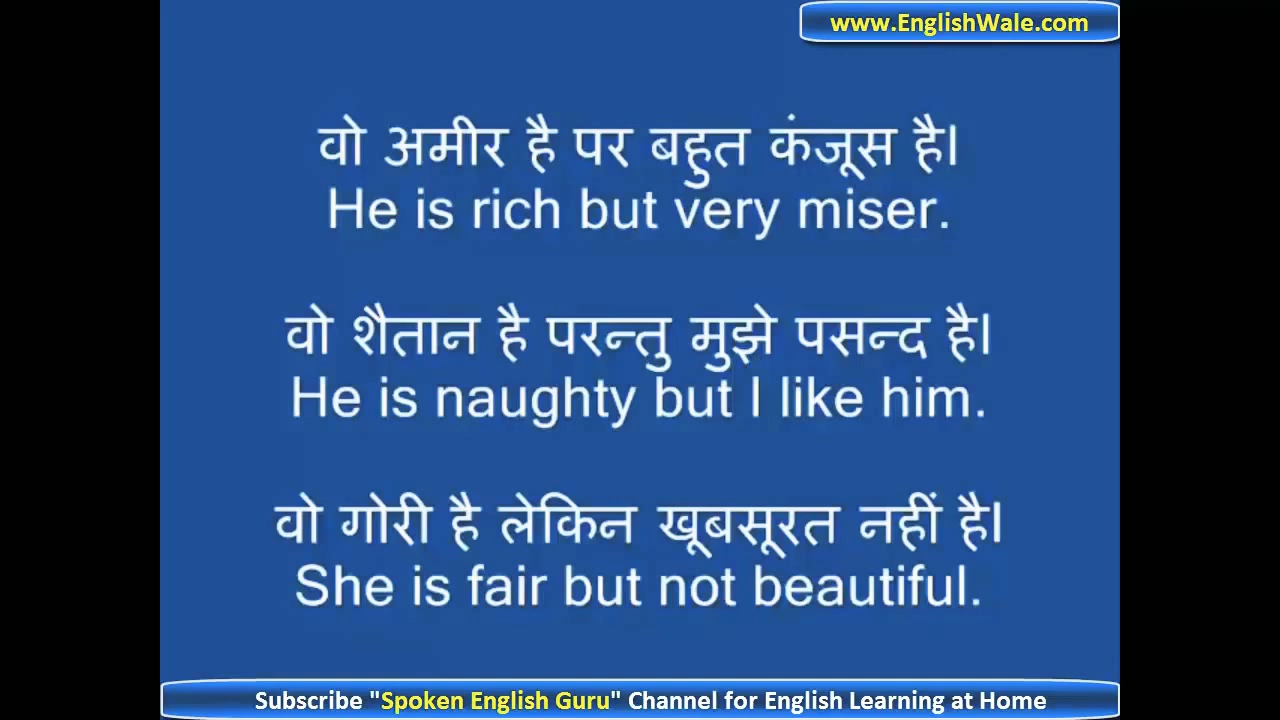 www.EnglishWale.com
वो अमीर है पर बहुत कंजूस है।
He is rich but very miser.
वो शैतान है परन्तु मुझे पसन्द है।
He is naughty but I like him.
वो गोरी है लेकिन खूबसूरत नहीं है।
She is fair but not beautiful.
Subscribe "Spoken English Guru" Channel for English Learning at Home